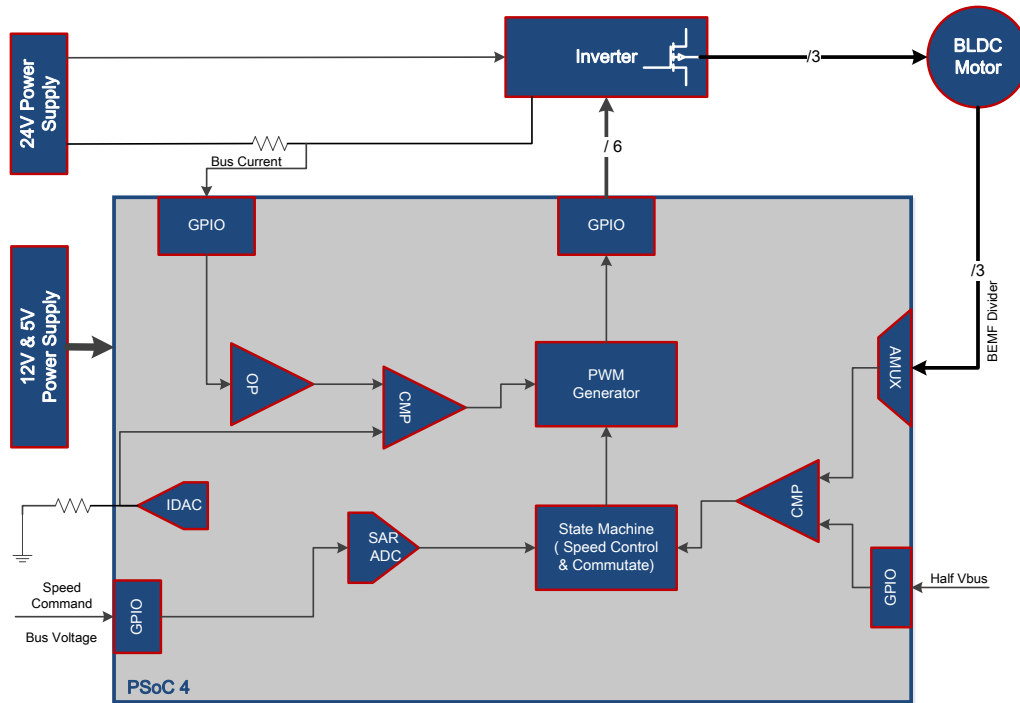 24V Power
Supply
Inverter
/3
BLDC
Motor
Bus Current
/ 6
GPIO
GPIO
/3
BEMF Divider
12V & 5V
Power Supply
OP
CMP
PWM
Generator
AMUX
IDAC
SAR
ADC
State Machine
( Speed Control
& Commutate)
CMP
GPIO
Half Vbus
Speed
Command
Bus Voltage
GPIO
PSoC 4